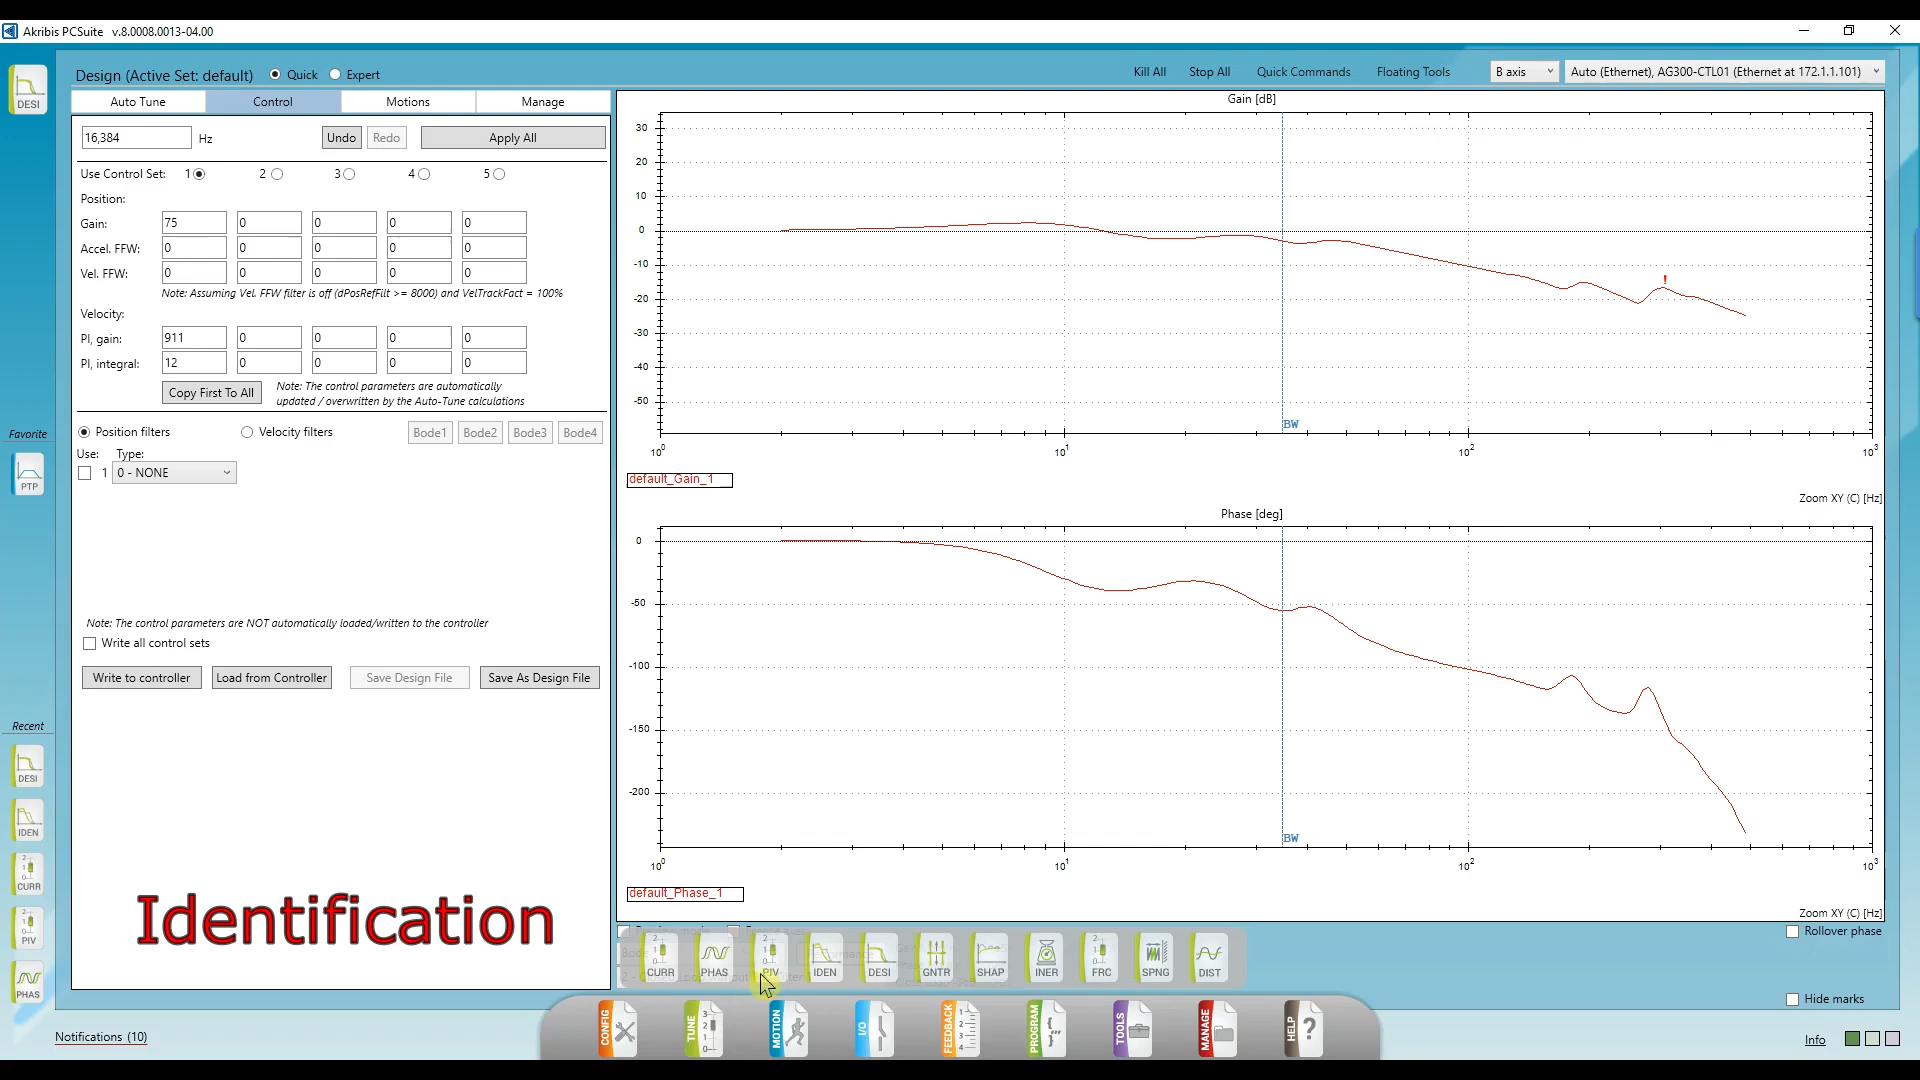 Akribis PCSuite v.8.0008.0013-04.00
Design (Active Set: default) Quick Expert
Kill All Stop All Quick Commands Floating Tools B axis Auto (Ethernet), AG300-CTL01 (Ethernet at 172.1.1.101)
DESI
Auto Tune Control Motions Manage
16,384 Hz Undo Redo Apply All
Use Control Set: 1 2 3 4 5
Position:
Gain: 75 0 0 0 0
Accel. FFW: 0 0 0 0 0
Vel. FFW: 0 0 0 0 0
Note: Assuming Vel. FFW filter is off (dPosRefFilt >= 8000) and VelTrackFact = 100%
Velocity:
PI, gain: 911 0 0 0 0
PI, integral: 12 0 0 0 0
Copy First To All
Note: The control parameters are automatically
updated / overwritten by the Auto-Tune calculations
Position filters Velocity filters Bode1 Bode2 Bode3 Bode4
Use: Type:
1 0 - NONE
Note: The control parameters are NOT automatically loaded/written to the controller
Write all control sets
Write to controller Load from Controller Save Design File Save As Design File
Identification
Favorite
PTP
Recent
DESI
IDEN
CURR
PIV
PHAS
Gain [dB]
30
20
10
0
-10
-20
-30
-40
-50
!
BW
10⁰ 10¹ 10² 10³
default_Gain_1
Zoom XY (C) [Hz]
Phase [deg]
0
-50
-100
-150
-200
BW
10⁰ 10¹ 10² 10³
default_Phase_1
Zoom XY (C) [Hz]
Rollover phase
CURR PHAS PIV IDEN DESI GNTR SHAP INER FRC SPNG DIST
Hide marks
CONFIG TUNE MOTION I/O FEEDBACK PROGRAM TOOLS MANAGE HELP
Notifications (10)
Info